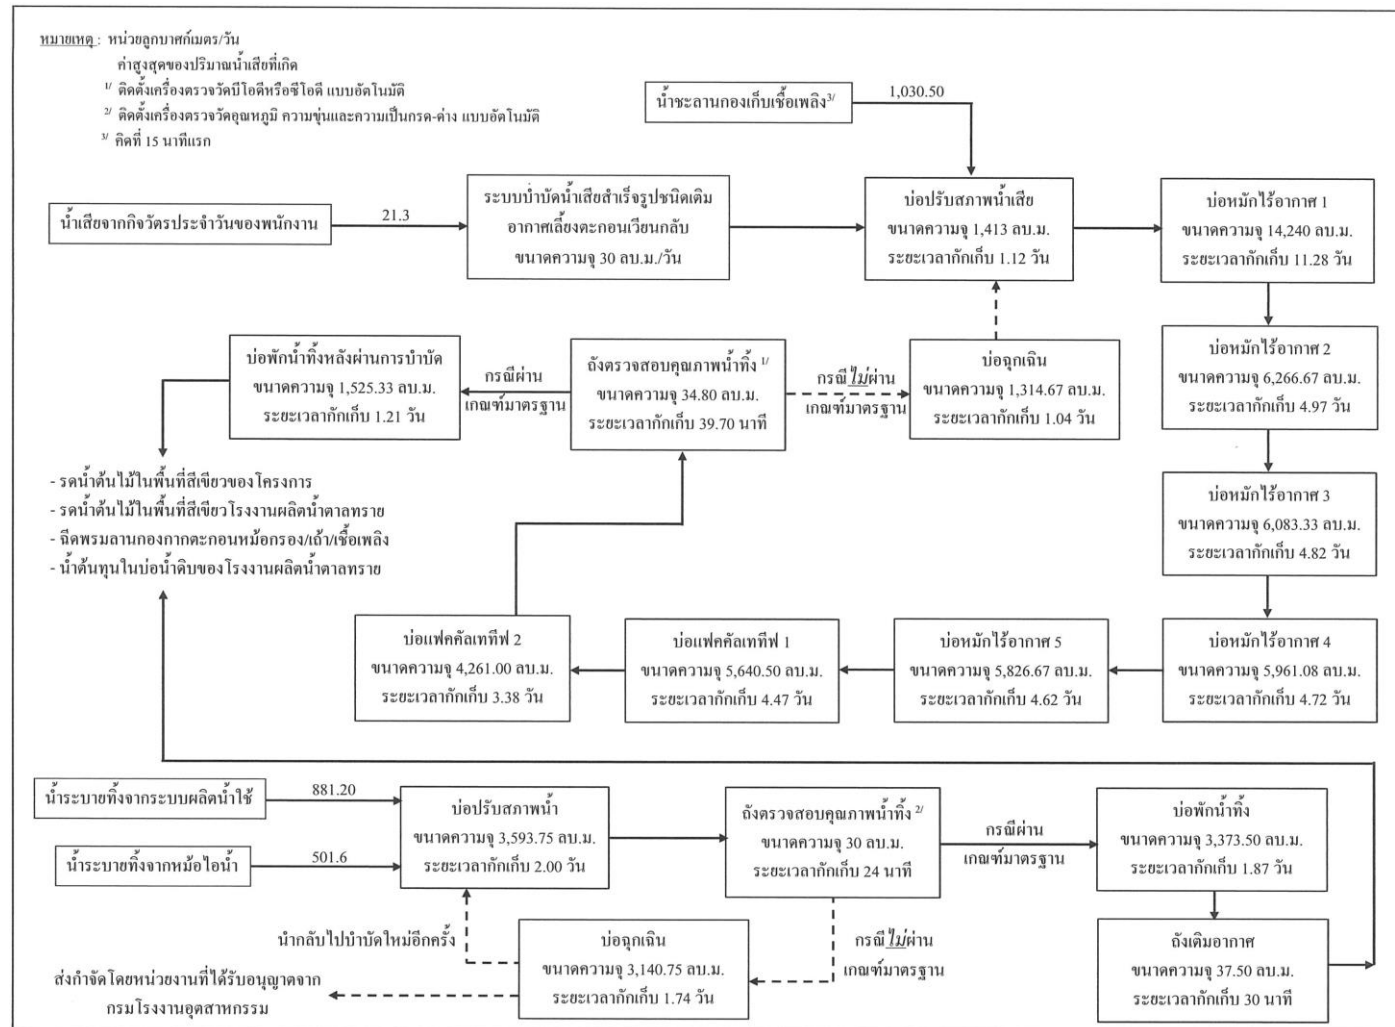 หมายเหตุ : หน่วยลูกบาศก์เมตร/วัน
ค่าสูงสุดของปริมาณน้ำเสียที่เกิด
1/ ติดตั้งเครื่องตรวจวัดบีโอดีหรือซีโอดี แบบอัตโนมัติ
2/ ติดตั้งเครื่องตรวจวัดอุณหภูมิ ความขุ่นและความเป็นกรด-ด่าง แบบอัตโนมัติ
3/ คิดที่ 15 นาทีแรก
น้ำชะลานกองเก็บเชื้อเพลิง 3/
1,030.50
น้ำเสียจากกิจวัตรประจำวันของพนักงาน
21.3
ระบบบำบัดน้ำเสียสำเร็จรูปชนิดเติม
อากาศเลี้ยงตะกอนเวียนกลับ
ขนาดความจุ 30 ลบ.ม./วัน
บ่อปรับสภาพน้ำเสีย
ขนาดความจุ 1,413 ลบ.ม.
ระยะเวลากักเก็บ 1.12 วัน
บ่อหมักไร้อากาศ 1
ขนาดความจุ 14,240 ลบ.ม.
ระยะเวลากักเก็บ 11.28 วัน
บ่อพักน้ำทิ้งหลังผ่านการบำบัด
ขนาดความจุ 1,525.33 ลบ.ม.
ระยะเวลากักเก็บ 1.21 วัน
กรณีผ่าน
เกณฑ์มาตรฐาน
ถังตรวจสอบคุณภาพน้ำทิ้ง 1/
ขนาดความจุ 34.80 ลบ.ม.
ระยะเวลากักเก็บ 39.70 นาที
กรณีไม่ผ่าน
เกณฑ์มาตรฐาน
บ่อฉุกเฉิน
ขนาดความจุ 1,314.67 ลบ.ม.
ระยะเวลากักเก็บ 1.04 วัน
บ่อหมักไร้อากาศ 2
ขนาดความจุ 6,266.67 ลบ.ม.
ระยะเวลากักเก็บ 4.97 วัน
- รดน้ำต้นไม้ในพื้นที่สีเขียวของโครงการ
- รดน้ำต้นไม้ในพื้นที่สีเขียวโรงงานผลิตน้ำตาลทราย
- ฉีดพรมลานกองกากตะกอนหม้อกรอง/เถ้า/เชื้อเพลิง
- น้ำต้นทุนในบ่อน้ำดิบของโรงงานผลิตน้ำตาลทราย
บ่อหมักไร้อากาศ 3
ขนาดความจุ 6,083.33 ลบ.ม.
ระยะเวลากักเก็บ 4.82 วัน
บ่อแฟคคัลเททีฟ 2
ขนาดความจุ 4,261.00 ลบ.ม.
ระยะเวลากักเก็บ 3.38 วัน
บ่อแฟคคัลเททีฟ 1
ขนาดความจุ 5,640.50 ลบ.ม.
ระยะเวลากักเก็บ 4.47 วัน
บ่อหมักไร้อากาศ 5
ขนาดความจุ 5,826.67 ลบ.ม.
ระยะเวลากักเก็บ 4.62 วัน
บ่อหมักไร้อากาศ 4
ขนาดความจุ 5,961.08 ลบ.ม.
ระยะเวลากักเก็บ 4.72 วัน
น้ำระบายทิ้งจากระบบผลิตน้ำใช้
881.20
น้ำระบายทิ้งจากหม้อไอน้ำ
501.6
บ่อปรับสภาพน้ำ
ขนาดความจุ 3,593.75 ลบ.ม.
ระยะเวลากักเก็บ 2.00 วัน
ถังตรวจสอบคุณภาพน้ำทิ้ง 2/
ขนาดความจุ 30 ลบ.ม.
ระยะเวลากักเก็บ 24 นาที
กรณีผ่าน
เกณฑ์มาตรฐาน
บ่อพักน้ำทิ้ง
ขนาดความจุ 3,373.50 ลบ.ม.
ระยะเวลากักเก็บ 1.87 วัน
นำกลับไปบำบัดใหม่อีกครั้ง
ส่งกำจัดโดยหน่วยงานที่ได้รับอนุญาตจาก
กรมโรงงานอุตสาหกรรม
บ่อฉุกเฉิน
ขนาดความจุ 3,140.75 ลบ.ม.
ระยะเวลากักเก็บ 1.74 วัน
กรณีไม่ผ่าน
เกณฑ์มาตรฐาน
ถังเติมอากาศ
ขนาดความจุ 37.50 ลบ.ม.
ระยะเวลากักเก็บ 30 นาที